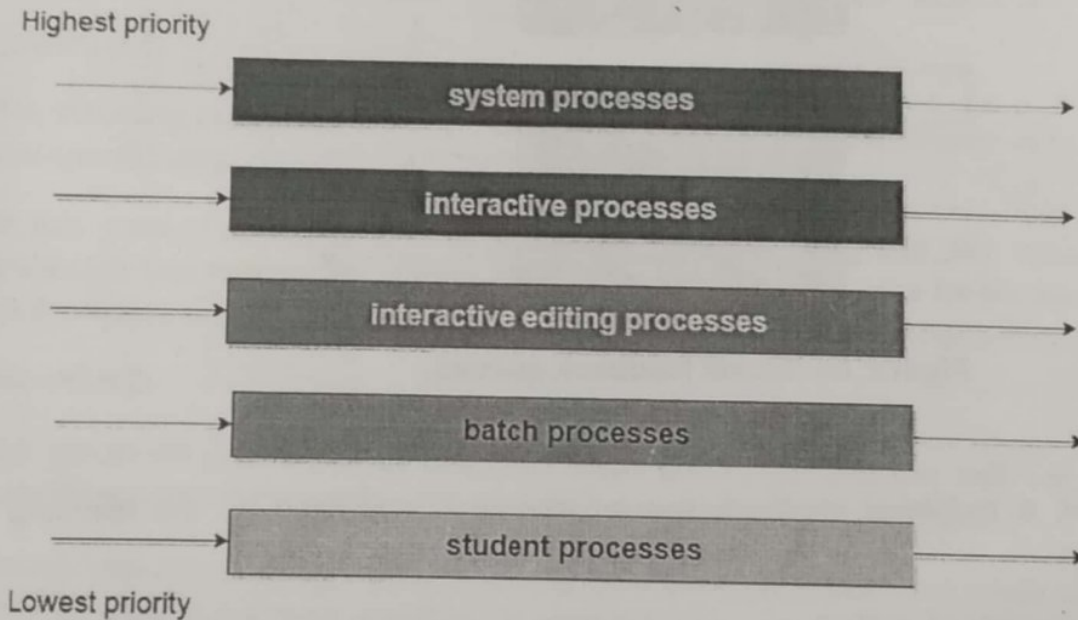 Highest priority
system processes
interactive processes
interactive editing processes
batch processes
student processes
Lowest priority